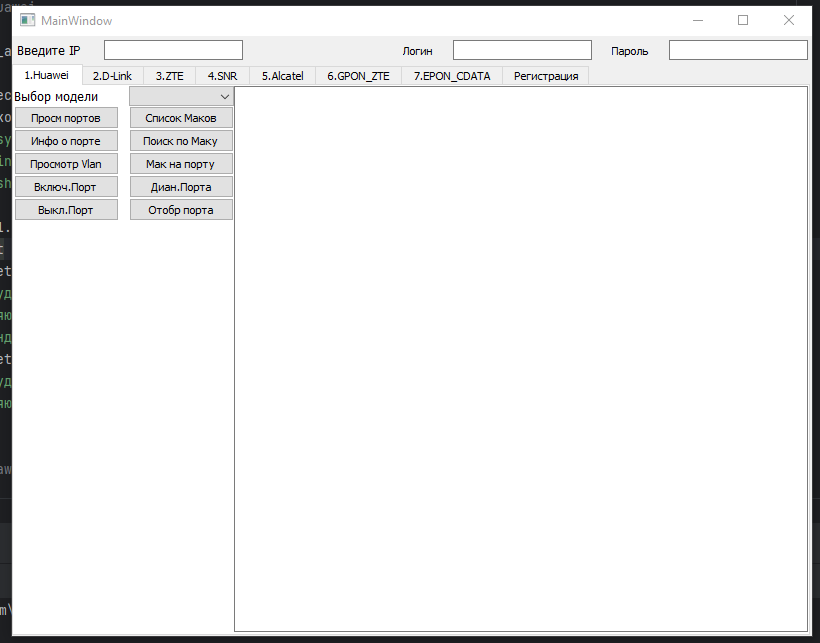 MainWindow
Введите IP Логин Пароль
1.Huawei 2.D-Link 3.ZTE 4.SNR 5.Alcatel 6.GPON_ZTE 7.EPON_CDATA Регистрация
Выбор модели
Просм портов Список Маков
Инфо о порте Поиск по Маку
Просмотр Vlan Мак на порту
Включ.Порт Диан.Порта
Выкл.Порт Отобр порта